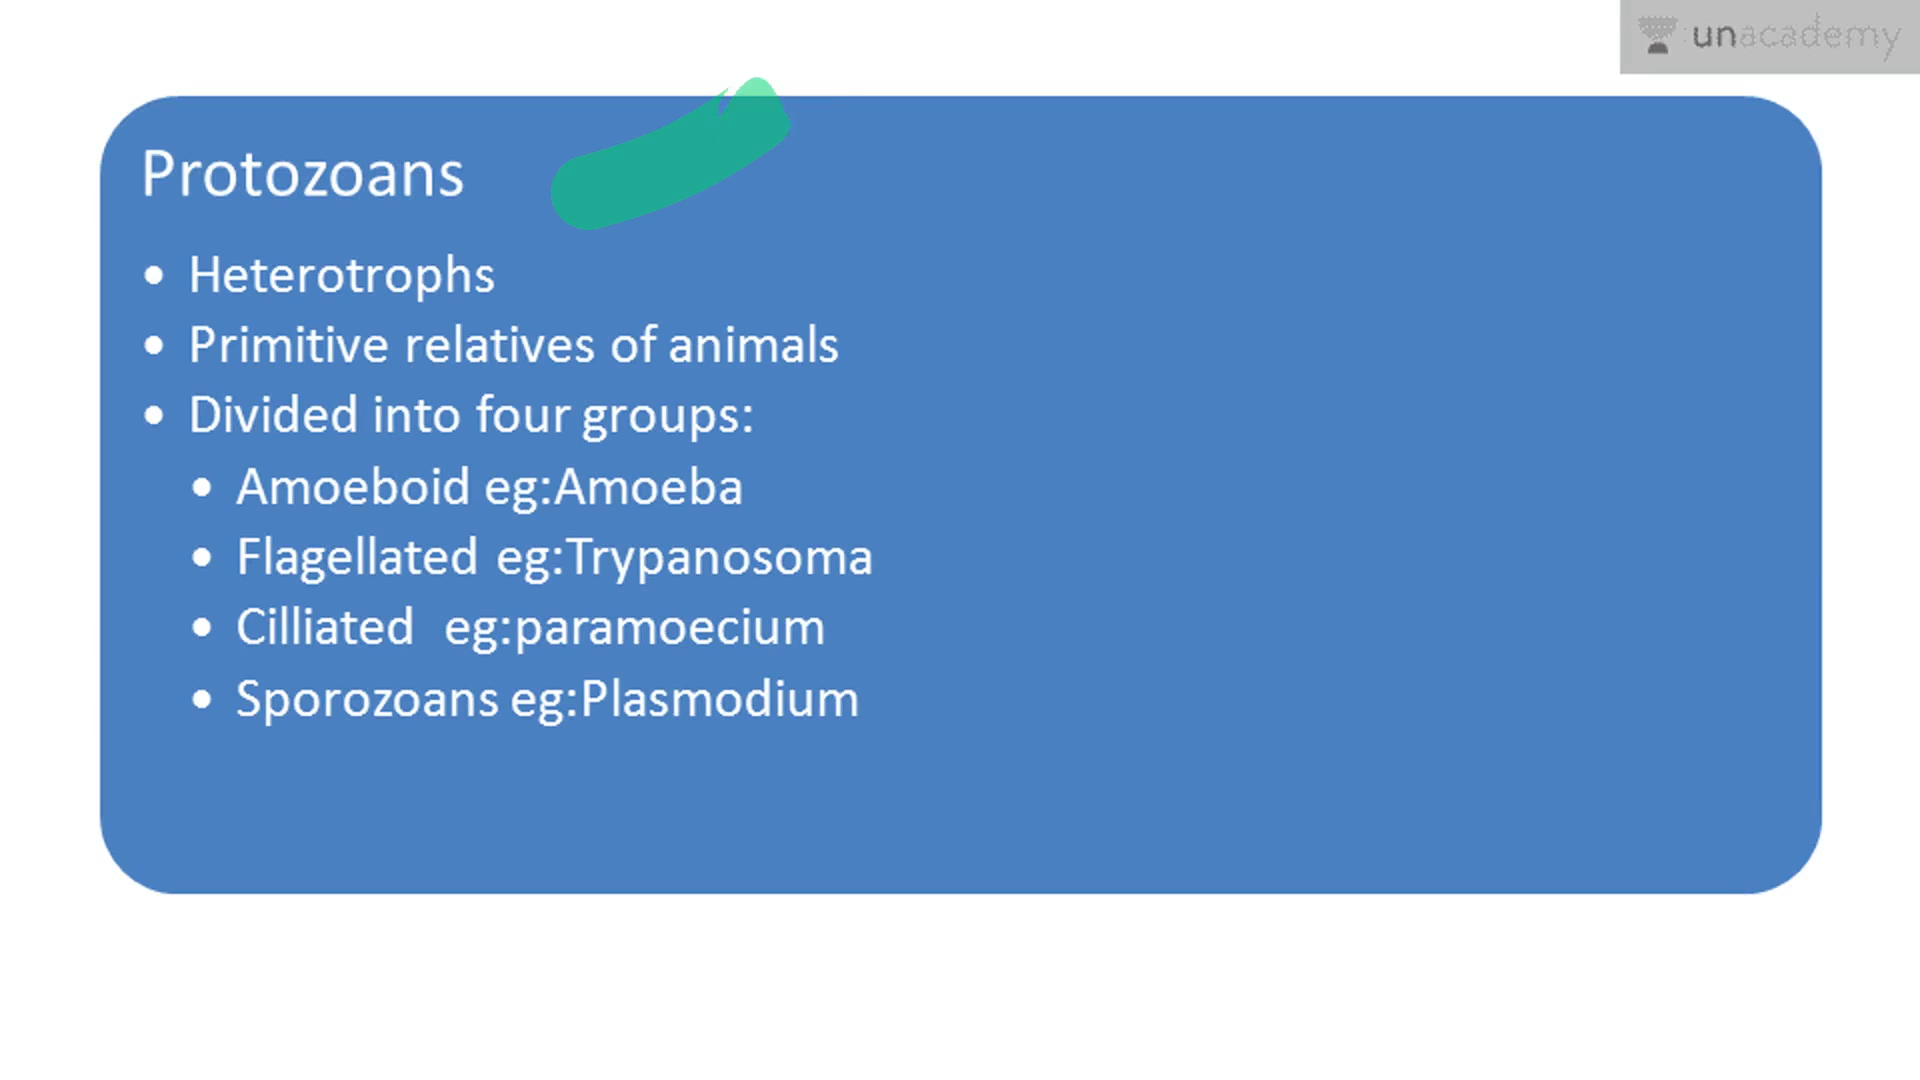 unacademy
Protozoans
• Heterotrophs
• Primitive relatives of animals
• Divided into four groups:
• Amoeboid eg:Amoeba
• Flagellated eg:Trypanosoma
• Cilliated eg:paramoecium
• Sporozoans eg:Plasmodium